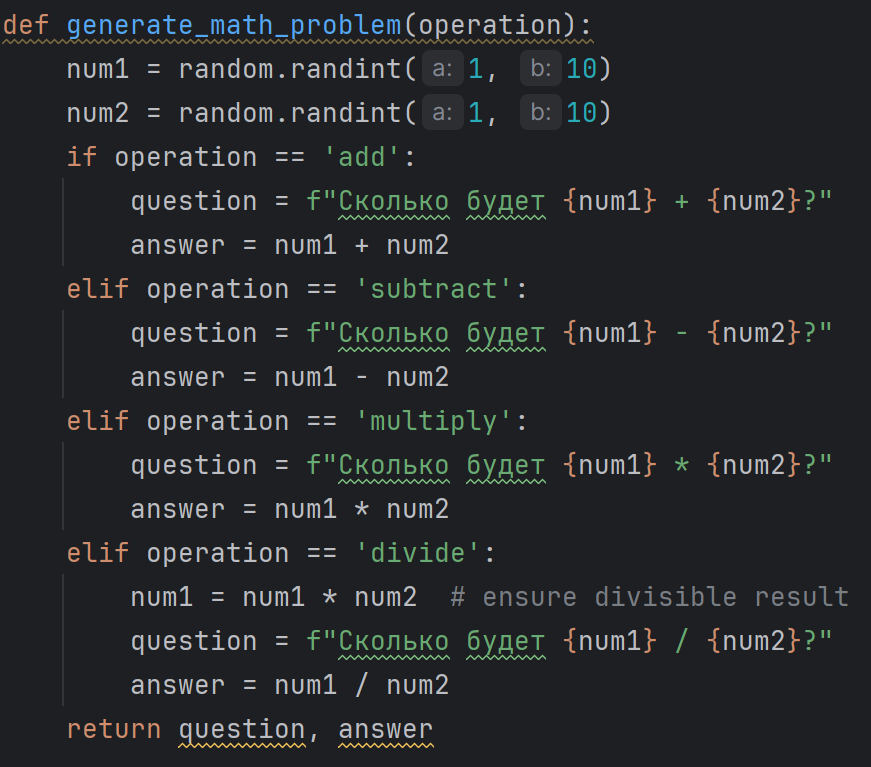 def generate_math_problem(operation):
    num1 = random.randint(a: 1, b: 10)
    num2 = random.randint(a: 1, b: 10)
    if operation == 'add':
        question = f"Сколько будет {num1} + {num2}?"
        answer = num1 + num2
    elif operation == 'subtract':
        question = f"Сколько будет {num1} - {num2}?"
        answer = num1 - num2
    elif operation == 'multiply':
        question = f"Сколько будет {num1} * {num2}?"
        answer = num1 * num2
    elif operation == 'divide':
        num1 = num1 * num2  # ensure divisible result
        question = f"Сколько будет {num1} / {num2}?"
        answer = num1 / num2
    return question, answer